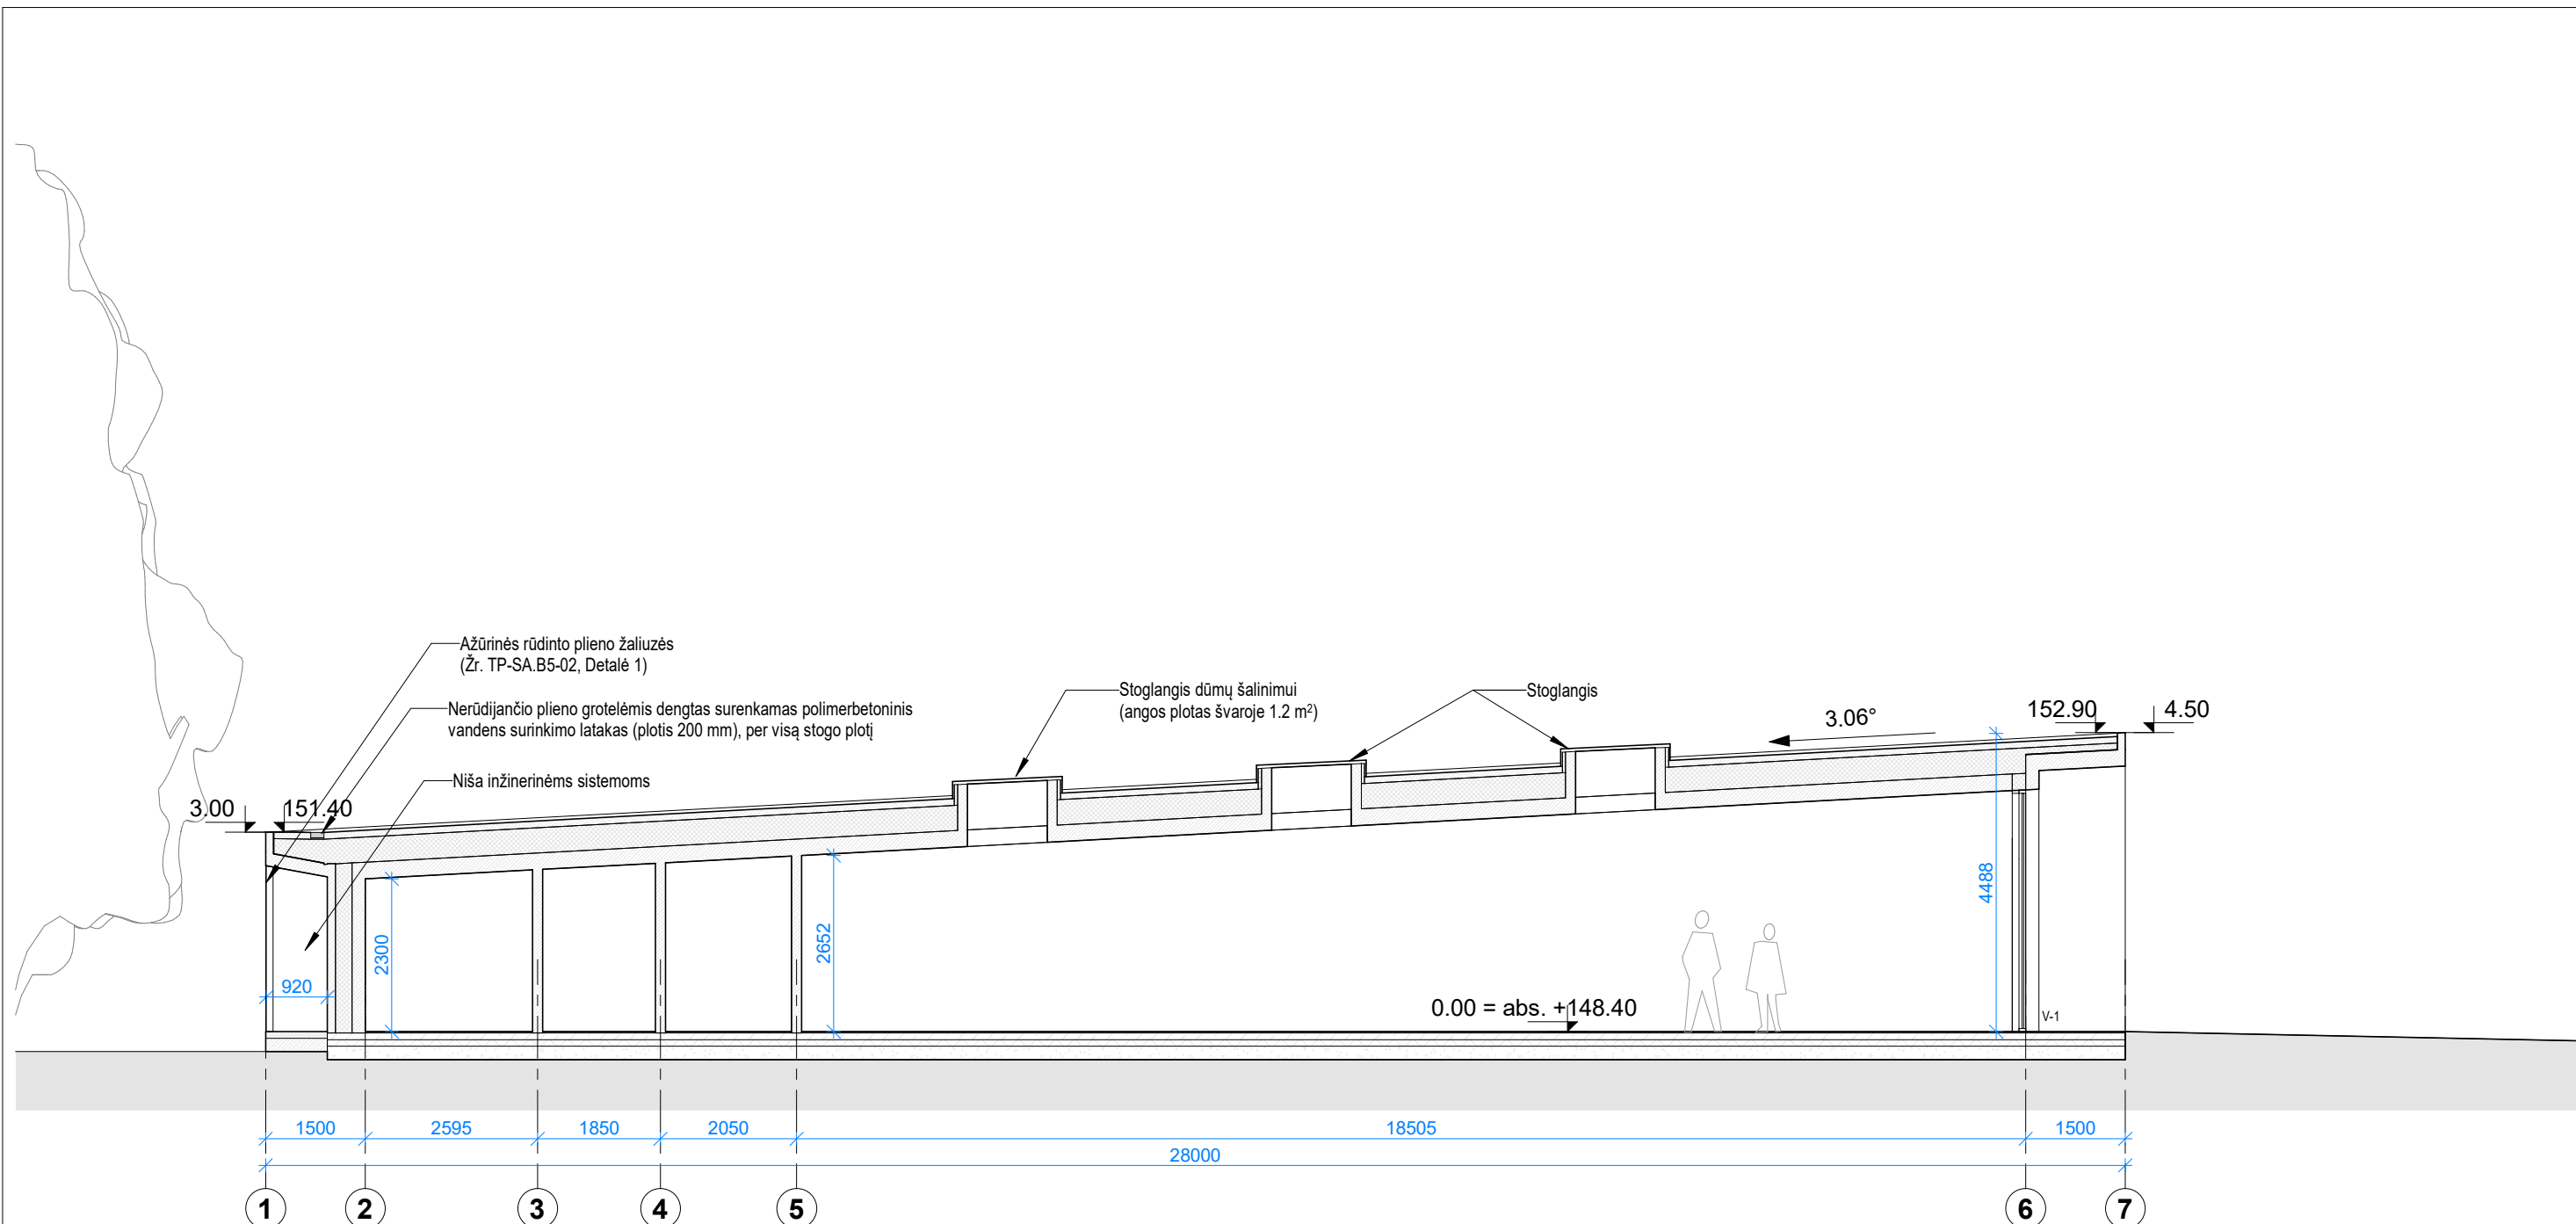 Ažūrinės rūdinto plieno žaliuzės
(Žr. TP-SA.B5-02, Detalė 1)
Nerūdijančio plieno grotelėmis dengtas surenkamas polimerbetoninis
vandens surinkimo latakas (plotis 200 mm), per visą stogo plotį
Niša inžinerinėms sistemoms
Stoglangis dūmų šalinimui
(angos plotas švaroje 1.2 m²)
Stoglangis
3.06°
152.90
4.50
3.00
151.40
2300
2652
4488
920
0.00 = abs. +148.40
V-1
1500
2595
1850
2050
18505
1500
28000
1
2
3
4
5
6
7